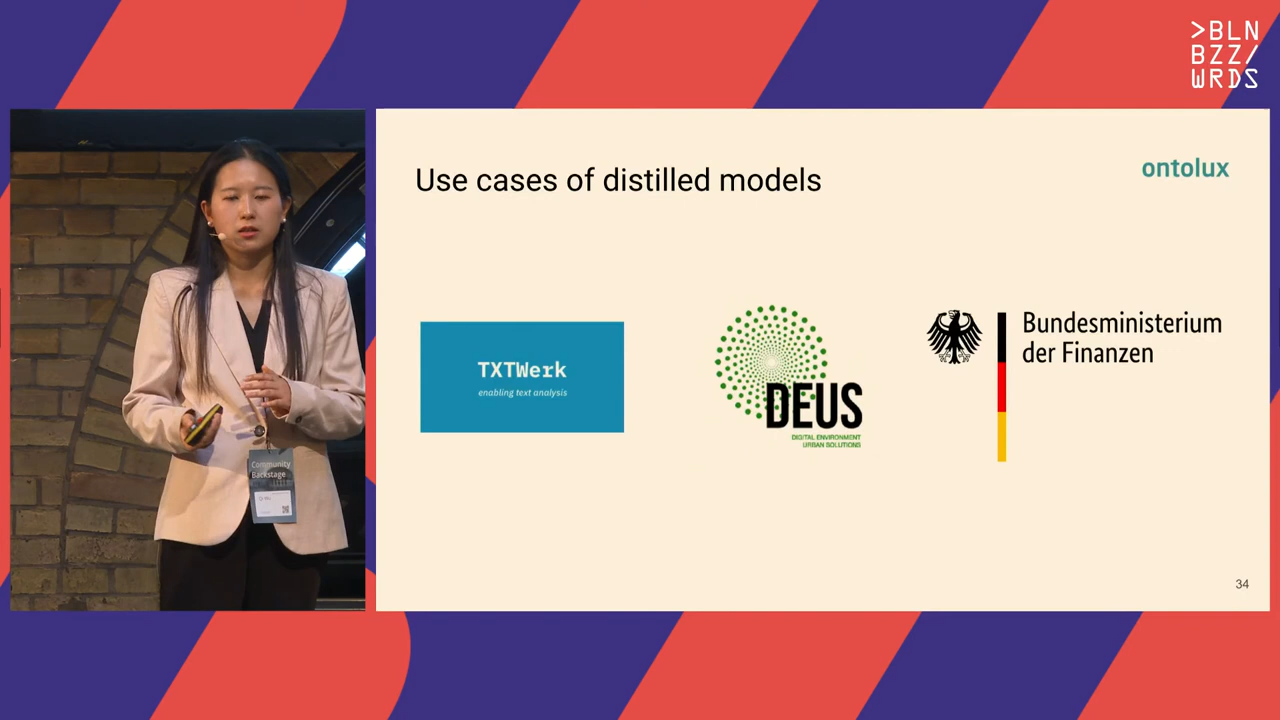 >BLN
BZZ/
WRDS
Use cases of distilled models
ontolux
TXTWerk
enabling text analysis
DEUS
DIGITAL ENVIRONMENT
URBAN SOLUTIONS
Bundesministerium
der Finanzen
Community
Backstage
34